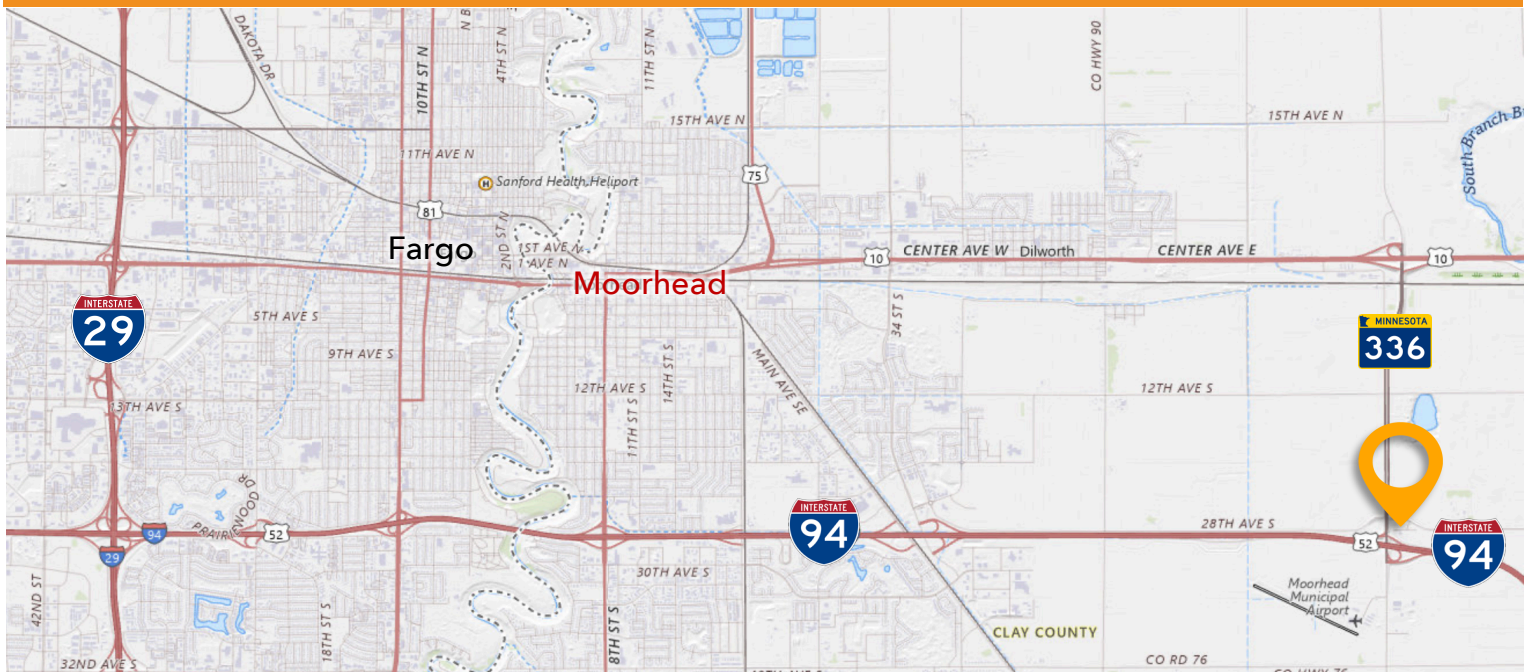 DAKOTA DR
N B
4TH ST N
10TH ST N
11TH ST N
CO HWY 90
15TH AVE N
15TH AVE N
South Branch B
11TH AVE N
Sanford Health Heliport
H
75
81
2ND ST N
1ST AVE N
1 AVE N
Fargo
10
CENTER AVE W
Dilworth
CENTER AVE E
10
Moorhead
INTERSTATE
29
5TH AVE S
34 ST S
MINNESOTA
336
9TH AVE S
14TH ST S
MAIN AVE SE
12TH AVE S
12TH AVE S
13TH AVE S
11TH ST S
PRAIRIEWOOD
DR
94
52
INTERSTATE
94
28TH AVE S
52
INTERSTATE
94
29
30TH AVE S
42ND ST
18TH ST S
8TH ST S
Moorhead
Municipal
Airport
CLAY COUNTY
32ND AVE S
CO RD 76